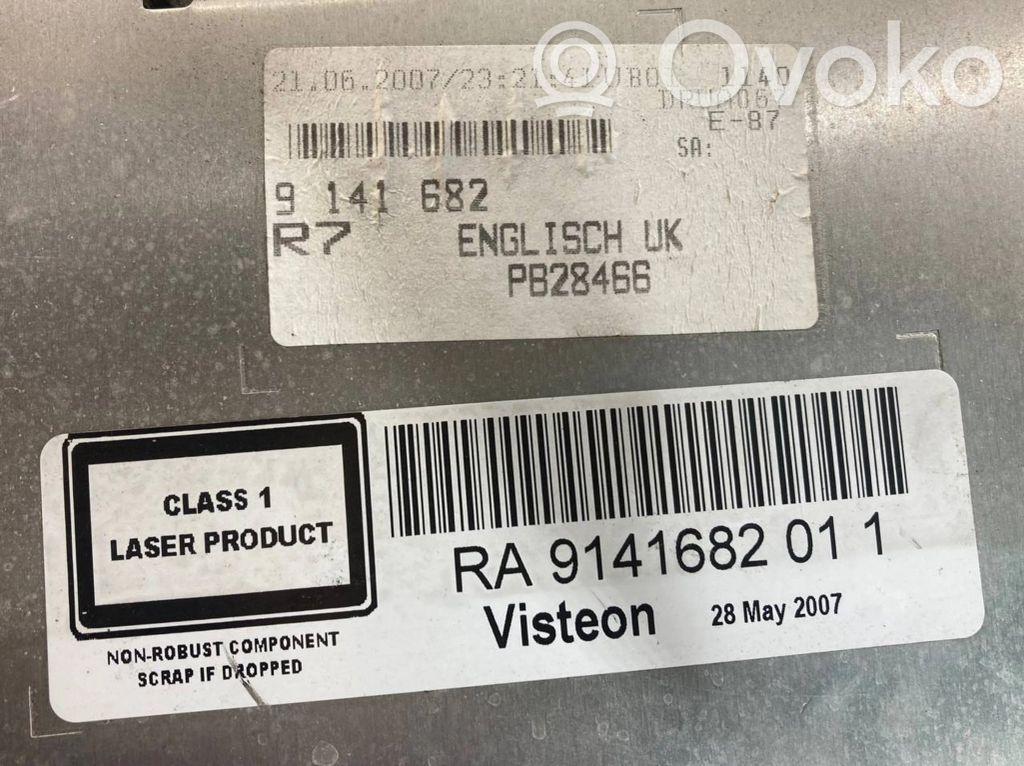 Ovoko
21.06.2007/23:21: 1140
E-87
SA:
9 141 682
R7 ENGLISCH UK
PB28466
CLASS 1
LASER PRODUCT
RA 9141682 01 1
Visteon 28 May 2007
NON-ROBUST COMPONENT
SCRAP IF DROPPED